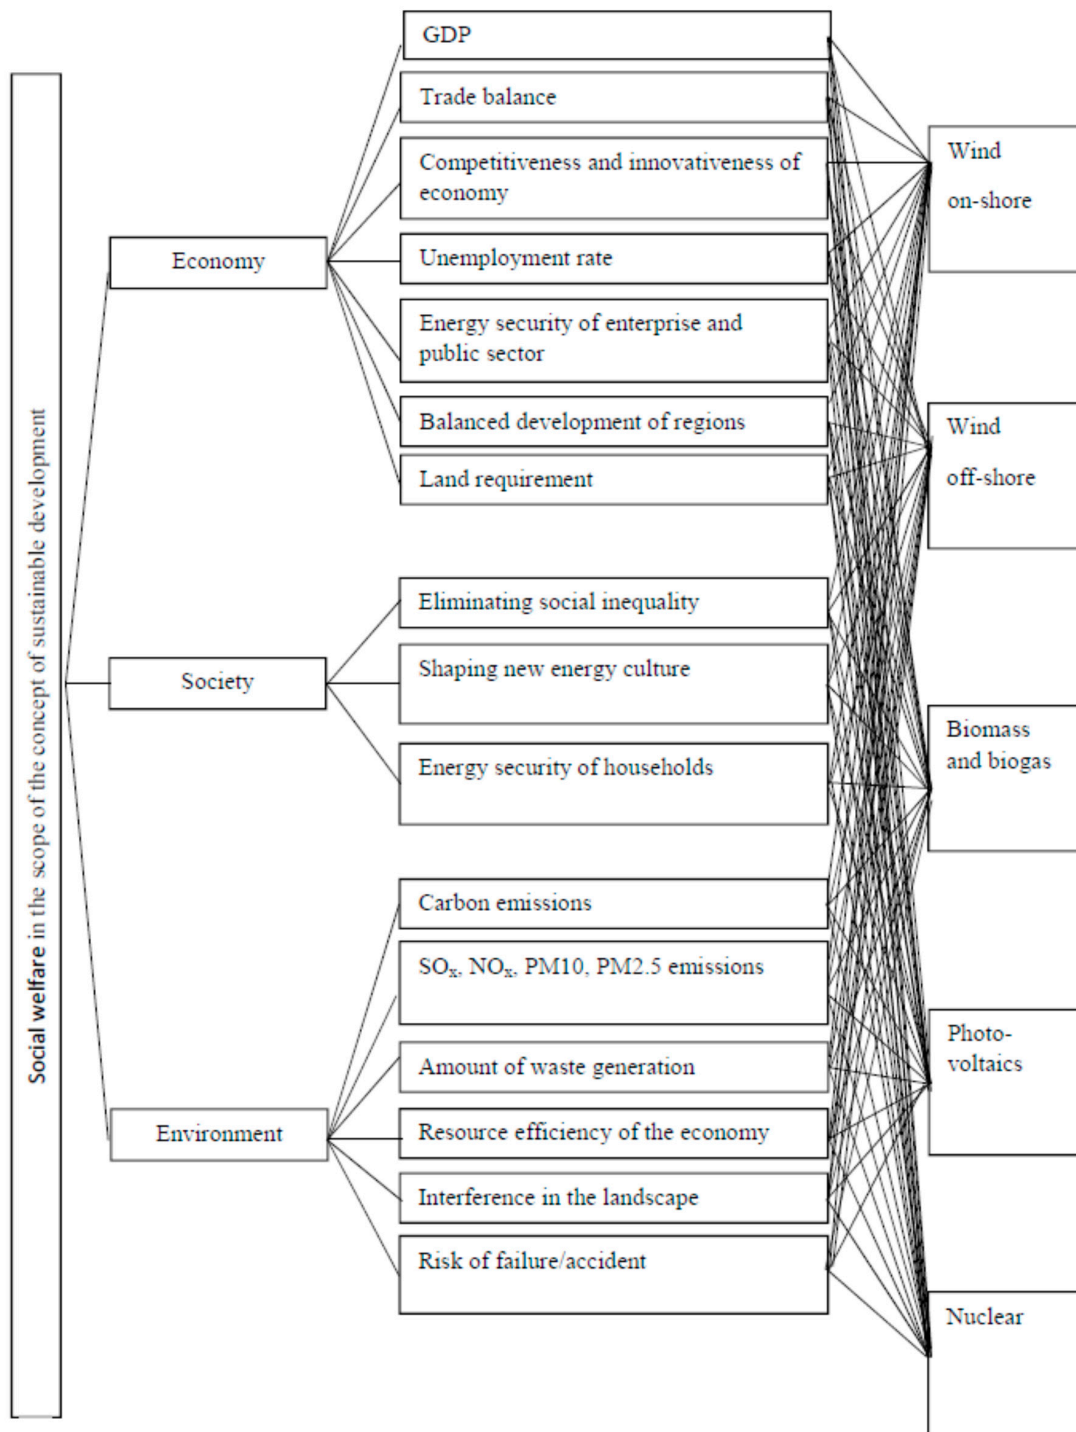 Social welfare in the scope of the concept of sustainable development
Economy
Society
Environment
GDP
Trade balance
Competitiveness and innovativeness of
economy
Unemployment rate
Energy security of enterprise and
public sector
Balanced development of regions
Land requirement
Eliminating social inequality
Shaping new energy culture
Energy security of households
Carbon emissions
SOₓ, NOₓ, PM10, PM2.5 emissions
Amount of waste generation
Resource efficiency of the economy
Interference in the landscape
Risk of failure/accident
Wind
on-shore
Wind
off-shore
Biomass
and biogas
Photo-
voltaics
Nuclear